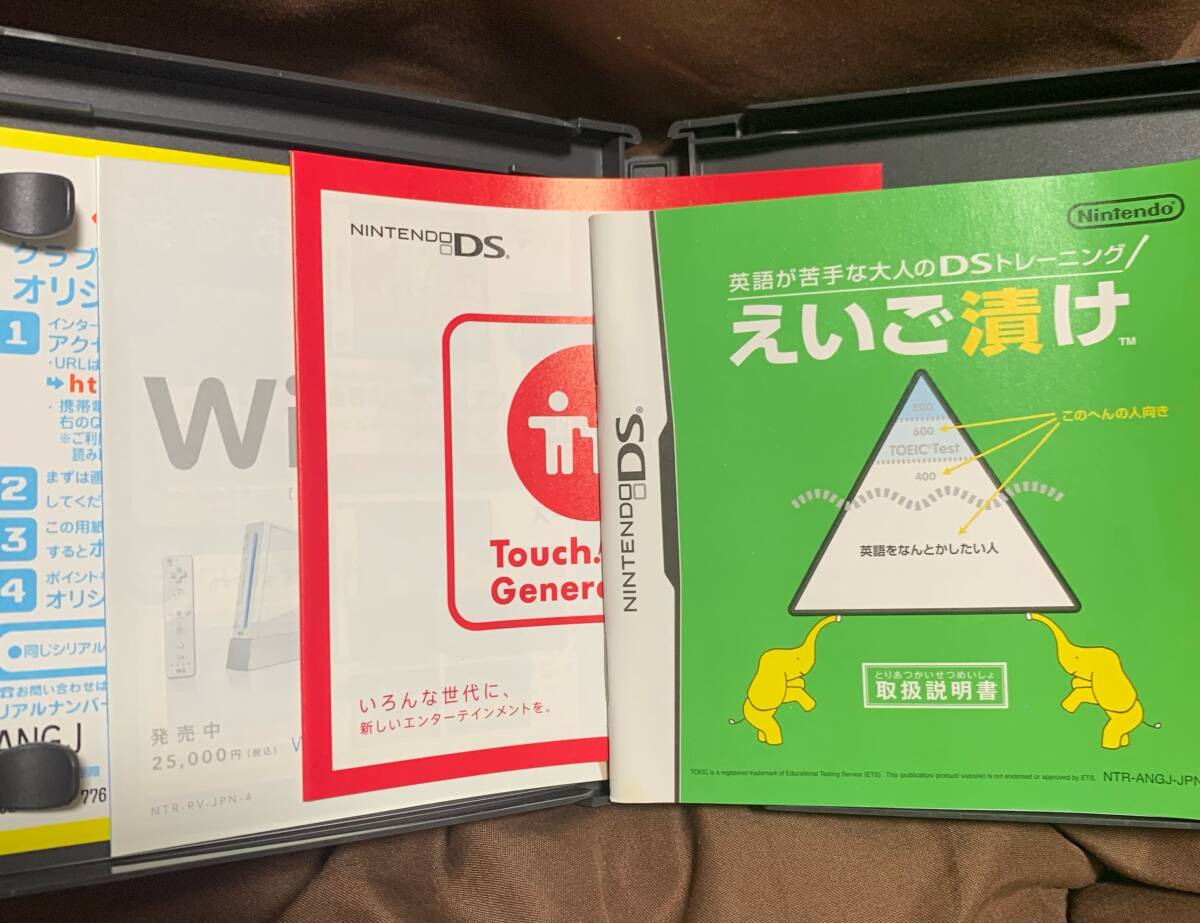 クラブ
オリジ
1
インター
アクセ
・URLは
ht
・携帯電
右のQ
※ご利用
読み
2
まずは画
してくだ
3
この用紙
するとポ
4
ポイントを
オリジ
●同じシリアル
☎お問い合わせは
リアルナンバー
ANGJ
776
Wi
発売中
25,000円(税込)
W
NTR-RV-JPN-4
NINTENDO DS®
Touch!
Genera
いろんな世代に、
新しいエンターテインメントを。
NINTENDO DS®
Nintendo®
英語が苦手な大人のDSトレーニング
えいご漬け™
800
600
TOEIC®Test
400
このへんの人向き
英語をなんとかしたい人
とりあつかいせつめいしょ
取扱説明書
TOEIC is a registered trademark of Educational Testing Service (ETS). This (publication/ product/ website) is not endorsed or approved by ETS.
NTR-ANGJ-JPN